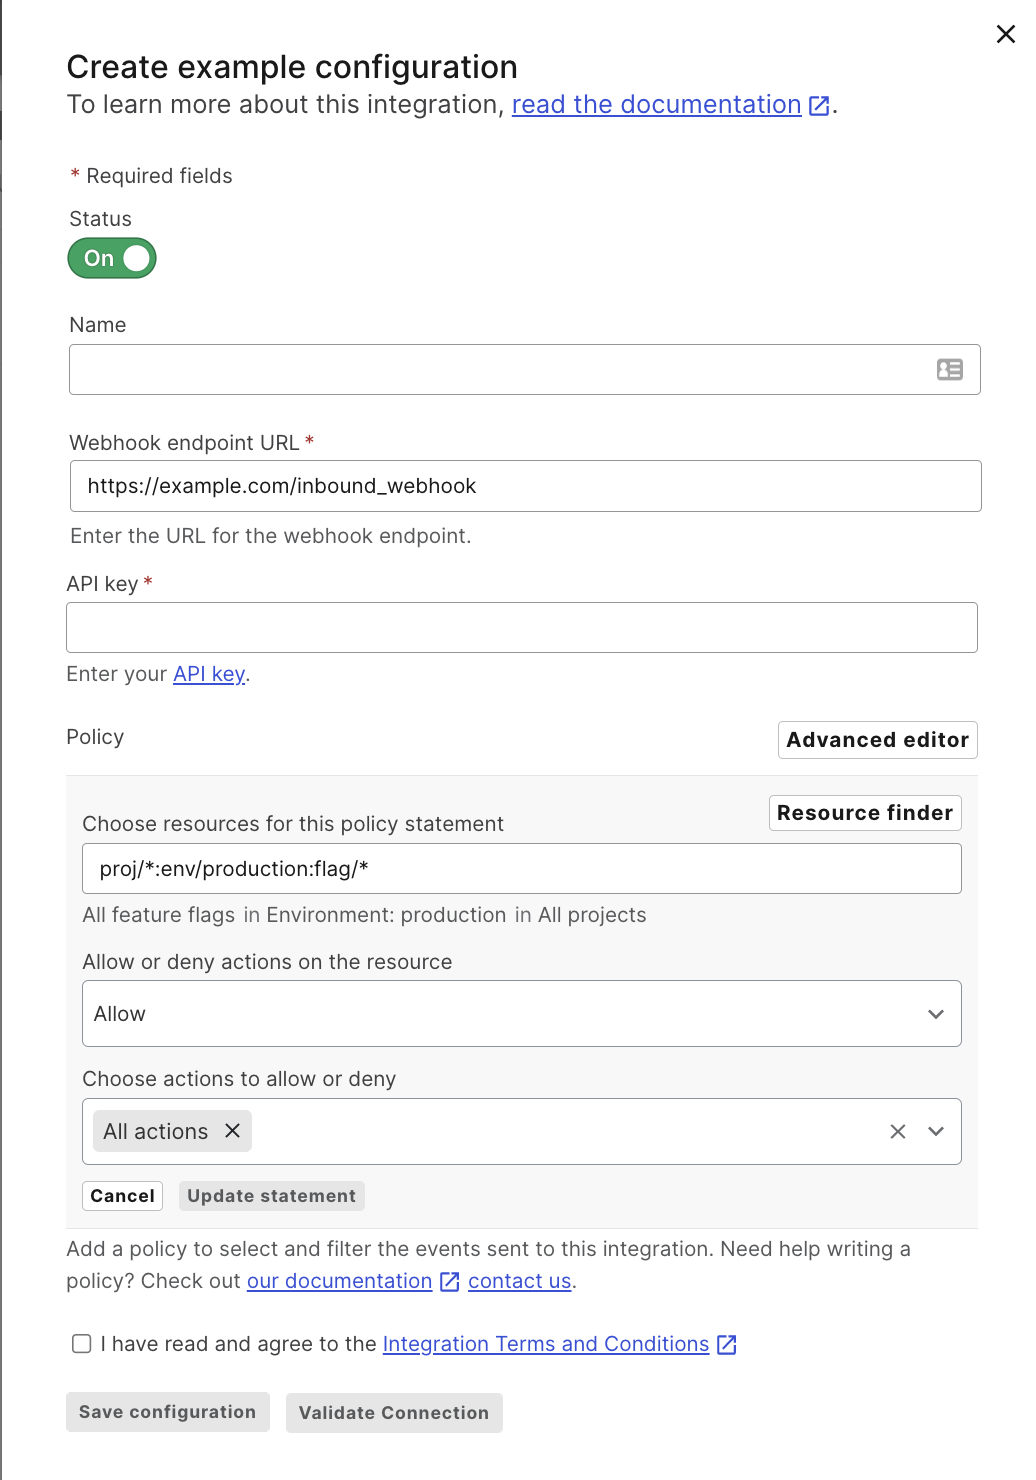 Create example configuration
To learn more about this integration, read the documentation.
* Required fields
Status
On
Name
Webhook endpoint URL *
https://example.com/inbound_webhook
Enter the URL for the webhook endpoint.
API key *
Enter your API key.
Policy
Advanced editor
Choose resources for this policy statement
Resource finder
proj/*:env/production:flag/*
All feature flags in Environment: production in All projects
Allow or deny actions on the resource
Allow
Choose actions to allow or deny
All actions
Cancel
Update statement
Add a policy to select and filter the events sent to this integration. Need help writing a
policy? Check out our documentation contact us.
I have read and agree to the Integration Terms and Conditions
Save configuration
Validate Connection